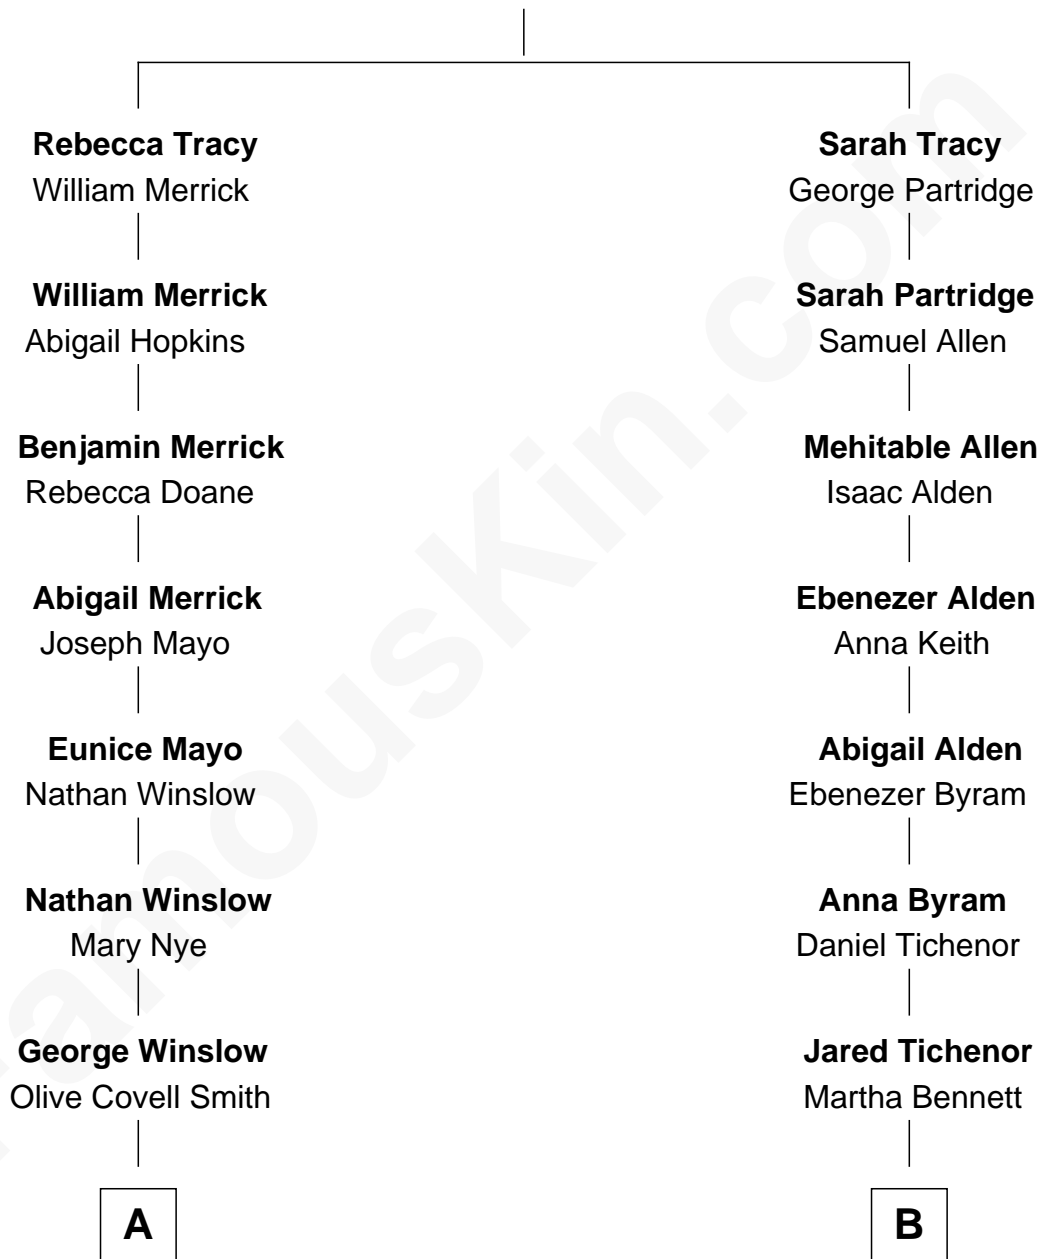 Rebecca Tracy
William Merrick
Sarah Tracy
George Partridge
William Merrick
Abigail Hopkins
Sarah Partridge
Samuel Allen
Benjamin Merrick
Rebecca Doane
Mehitable Allen
Isaac Alden
Abigail Merrick
Joseph Mayo
Ebenezer Alden
Anna Keith
Eunice Mayo
Nathan Winslow
Abigail Alden
Ebenezer Byram
Nathan Winslow
Mary Nye
Anna Byram
Daniel Tichenor
George Winslow
Olive Covell Smith
Jared Tichenor
Martha Bennett
A
B
FamousKin.com